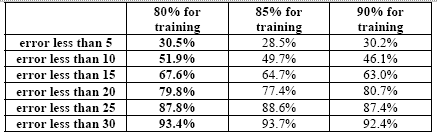 80% for training 85% for training 90% for training
error less than 5 30.5% 28.5% 30.2%
error less than 10 51.9% 49.7% 46.1%
error less than 15 67.6% 64.7% 63.0%
error less than 20 79.8% 77.4% 80.7%
error less than 25 87.8% 88.6% 87.4%
error less than 30 93.4% 93.7% 92.4%